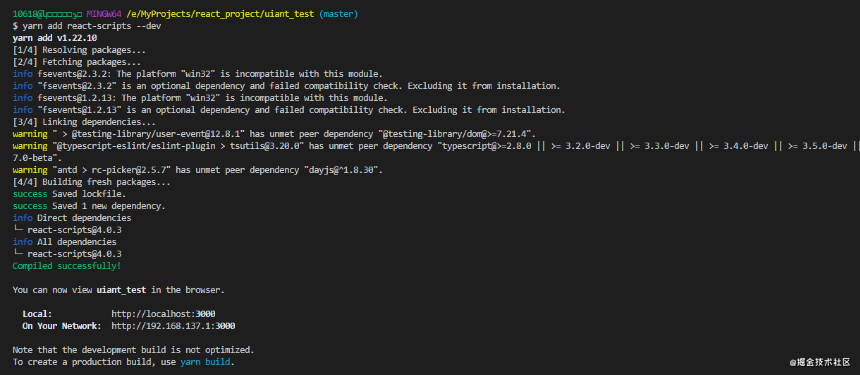 MINGW64 /e/MyProjects/react_project/uiant_test (master)
$ yarn add react-scripts --dev
yarn add v1.22.10
[1/4] Resolving packages...
[2/4] Fetching packages...
info fsevents@2.3.2: The platform "win32" is incompatible with this module.
info "fsevents@2.3.2" is an optional dependency and failed compatibility check. Excluding it from installation.
info fsevents@1.2.13: The platform "win32" is incompatible with this module.
info "fsevents@1.2.13" is an optional dependency and failed compatibility check. Excluding it from installation.
[3/4] Linking dependencies...
warning " > @testing-library/user-event@12.8.1" has unmet peer dependency "@testing-library/dom@>=7.21.4".
warning "@typescript-eslint/eslint-plugin > tsutils@3.20.0" has unmet peer dependency "typescript@>=2.8.0 || >= 3.2.0-dev || >= 3.3.0-dev || >= 3.4.0-dev || >= 3.5.0-dev ||
7.0-beta".
warning "antd > rc-picker@2.5.7" has unmet peer dependency "dayjs@^1.8.30".
[4/4] Building fresh packages...
success Saved lockfile.
success Saved 1 new dependency.
info Direct dependencies
└─ react-scripts@4.0.3
info All dependencies
└─ react-scripts@4.0.3
Compiled successfully!
You can now view uiant_test in the browser.
Local: http://localhost:3000
On Your Network: http://192.168.137.1:3000
Note that the development build is not optimized.
To create a production build, use yarn build.
@掘金技术社区